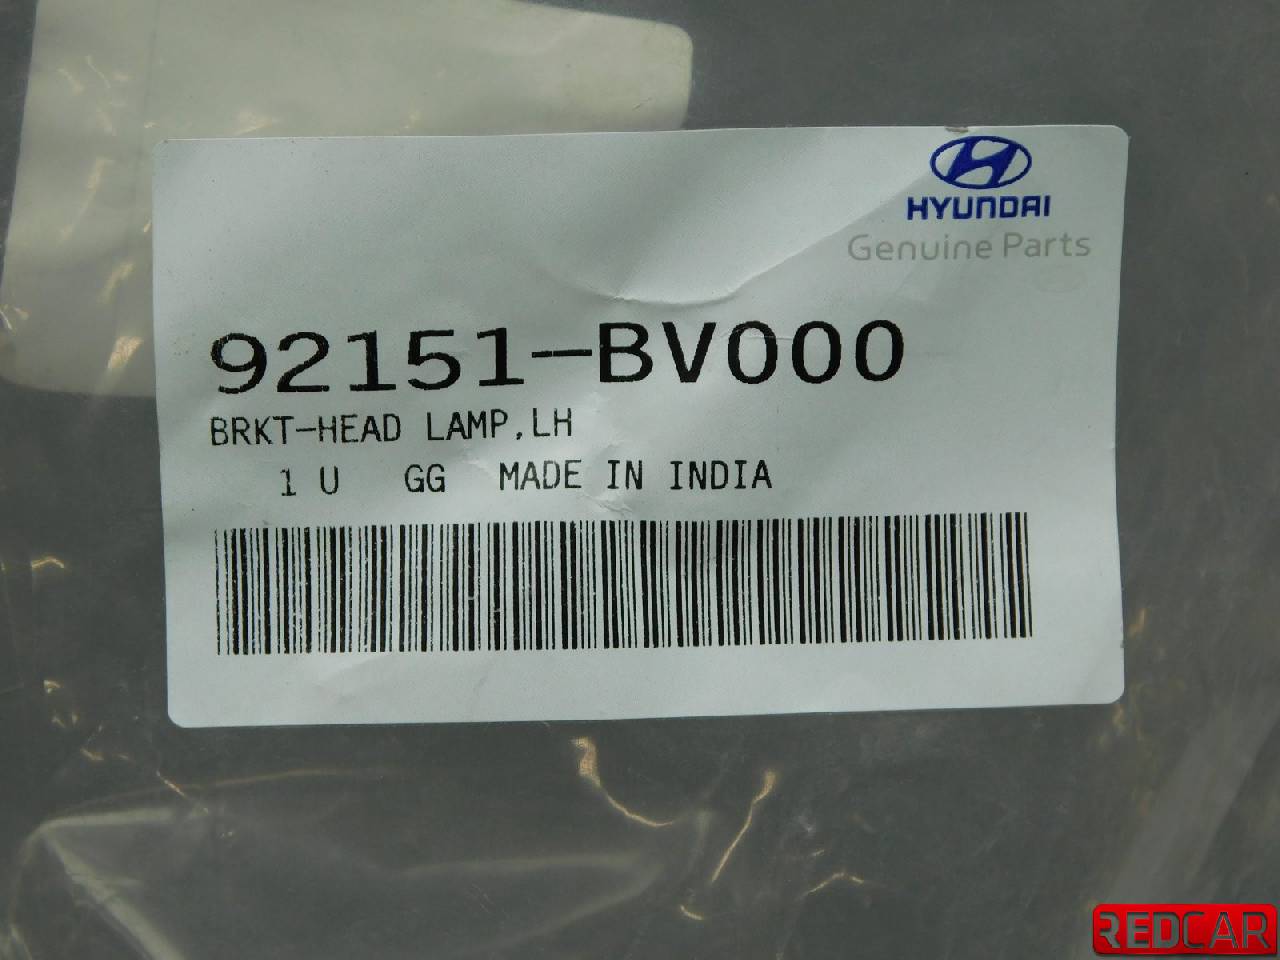 HYUNDAI
Genuine Parts
92151-BV000
BRKT-HEAD LAMP,LH
1 U GG MADE IN INDIA
REDCAR